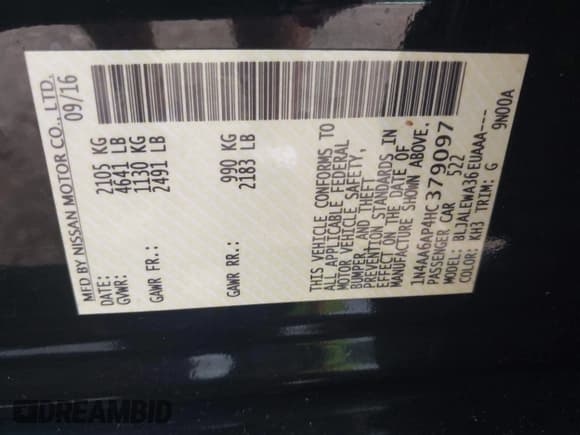 MFD BY NISSAN MOTOR CO., LTD.
DATE: 09/16
GVWR: 2105 KG
4641 LB
GAWR FR.: 1130 KG
2491 LB
GAWR RR.: 990 KG
2183 LB
THIS VEHICLE CONFORMS TO
ALL APPLICABLE FEDERAL
MOTOR VEHICLE SAFETY,
BUMPER, AND THEFT
PREVENTION STANDARDS IN
EFFECT ON THE DATE OF
MANUFACTURE SHOWN ABOVE.
1N4AA6APAHC379097
PASSENGER CAR 522
MODEL: BLJALEWA36EUAAA---
COLOR: KH3 TRIM: G 9N00A
DREAMBID